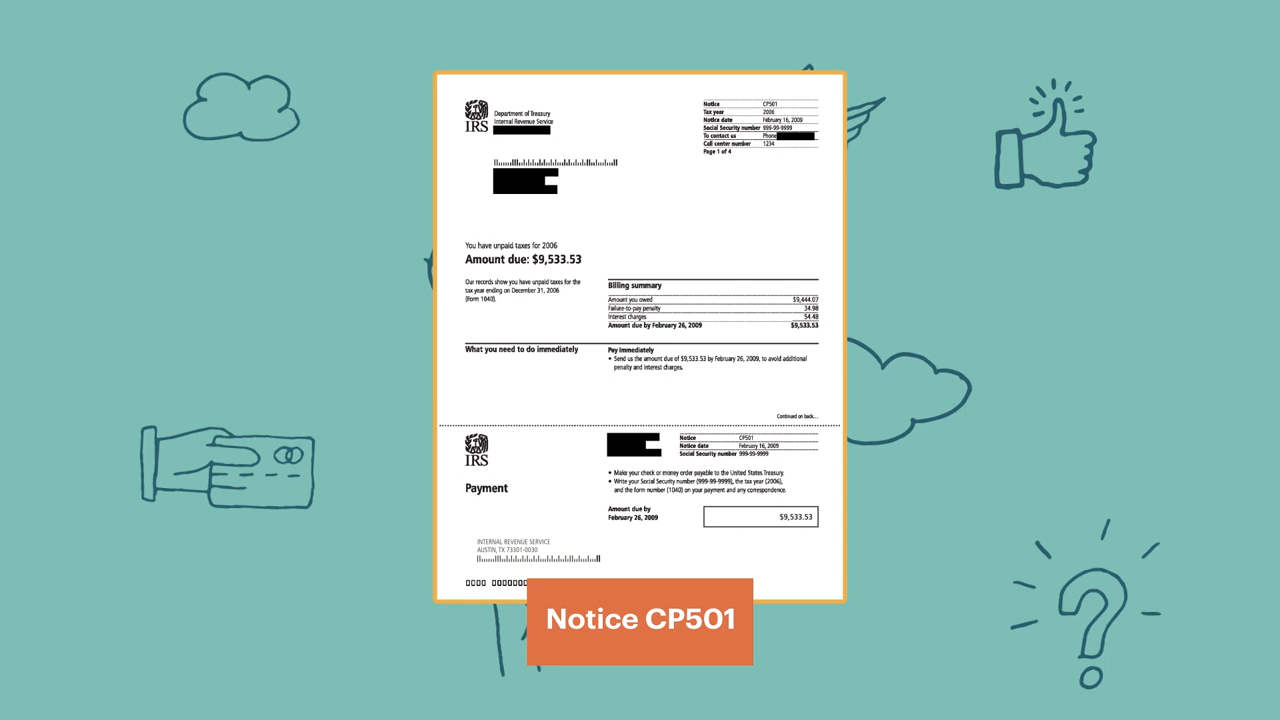 IRS
Department of Treasury
Internal Revenue Service
Notice CP501
Tax year 2006
Notice date February 16, 2009
Social Security number 999-99-9999
To contact us Phone
Call center number 1234
Page 1 of 4
You have unpaid taxes for 2006
Amount due: $9,533.53
Our records show you have unpaid taxes for the
tax year ending on December 31, 2006
(Form 1040).
Billing summary
Amount you owed $9,444.07
Failure-to-pay penalty 34.98
Interest charges 54.48
Amount due by February 26, 2009 $9,533.53
What you need to do immediately
Pay immediately
• Send us the amount due of $9,533.53 by February 26, 2009, to avoid additional
penalty and interest charges.
Continued on back...
IRS
Notice CP501
Notice date February 16, 2009
Social Security number 999-99-9999
Payment
• Make your check or money order payable to the United States Treasury.
• Write your Social Security number (999-99-9999), the tax year (2006),
and the form number (1040) on your payment and any correspondence.
Amount due by
February 26, 2009
$9,533.53
INTERNAL REVENUE SERVICE
AUSTIN, TX 73301-0030
Notice CP501